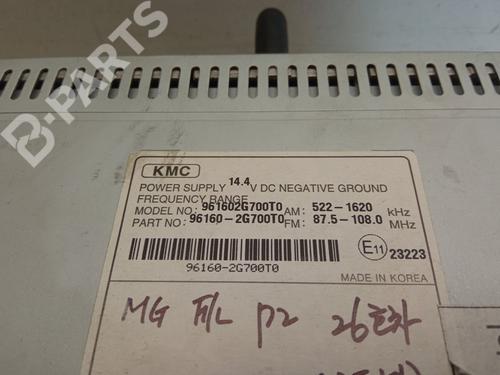 B-PARTS
KMC
POWER SUPPLY 14.4 V DC NEGATIVE GROUND
FREQUENCY RANGE
MODEL NO: 961602G700T0 AM: 522-1620 kHz
PART NO: 96160-2G700T0 FM: 87.5-108.0 MHz
E11 23223
96160-2G700T0
MADE IN KOREA
MG F/L P2 26호차